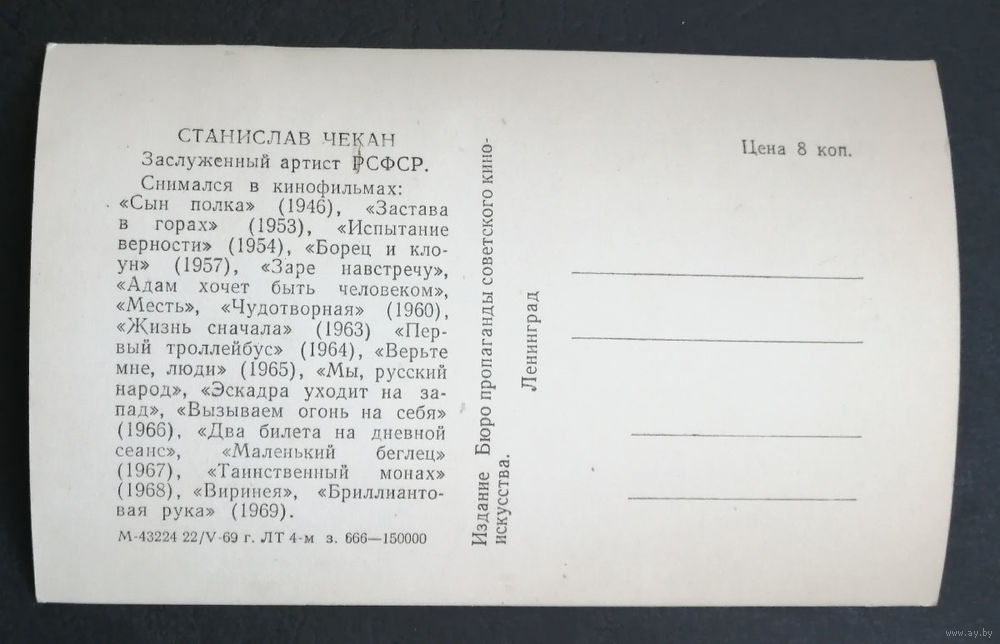 СТАНИСЛАВ ЧЕКАН
Заслуженный артист РСФСР.
Снимался в кинофильмах:
«Сын полка» (1946), «Застава
в горах» (1953), «Испытание
верности» (1954), «Борец и кло-
ун» (1957), «Заре навстречу»,
«Адам хочет быть человеком»,
«Месть», «Чудотворная» (1960),
«Жизнь сначала» (1963) «Пер-
вый троллейбус» (1964), «Верьте
мне, люди» (1965), «Мы, русский
народ», «Эскадра уходит на за-
пад», «Вызываем огонь на себя»
(1966), «Два билета на дневной
сеанс», «Маленький беглец»
(1967), «Таинственный монах»
(1968), «Виринея», «Бриллианто-
вая рука» (1969).
М-43224 22/V-69 г. ЛТ 4-м з. 666—150000
Издание Бюро пропаганды советского кино-
искусства.
Ленинград
Цена 8 коп.
www.ay.by